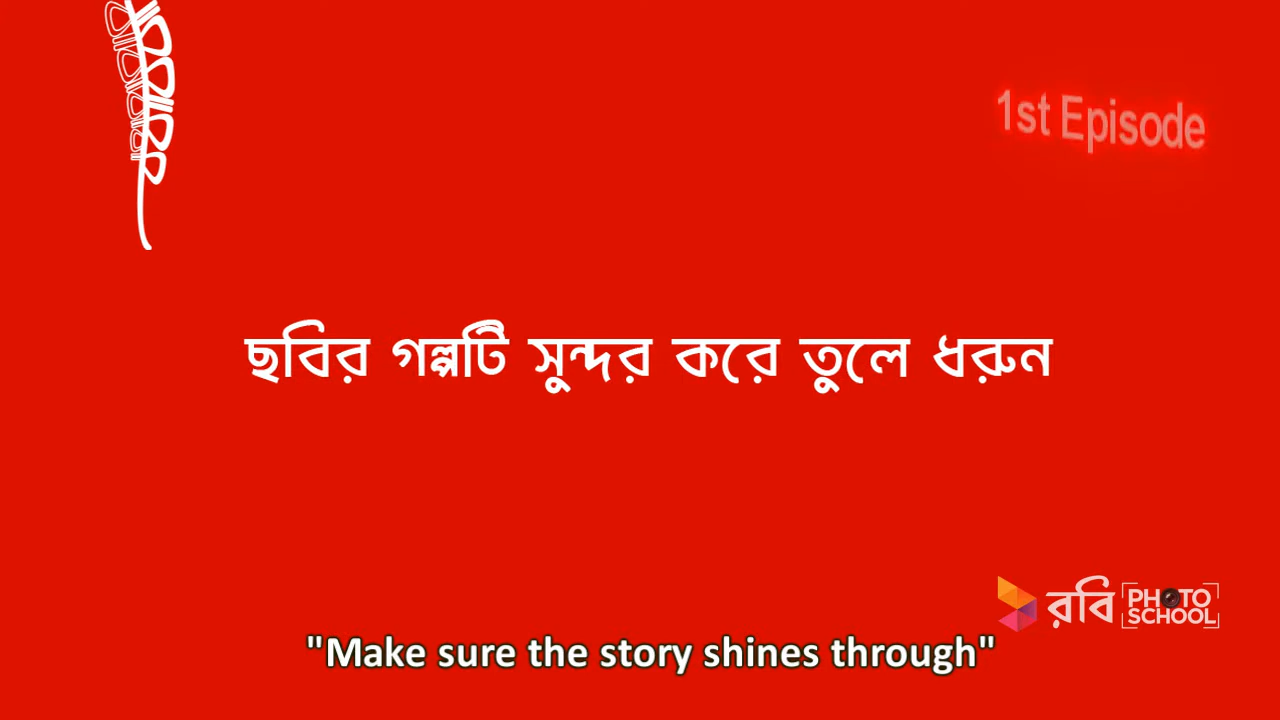 1st Episode
ছবির গল্পটি সুন্দর করে তুলে ধরুন
রবি PHOTO SCHOOL
"Make sure the story shines through"